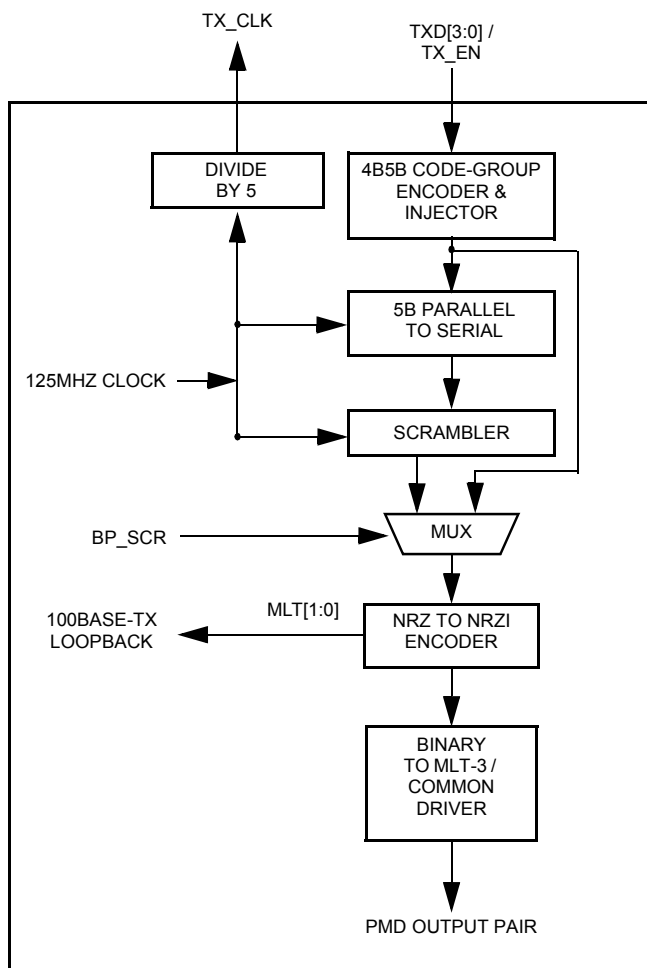 TX_CLK
TXD[3:0] /
TX_EN
DIVIDE
BY 5
4B5B CODE-GROUP
ENCODER &
INJECTOR
5B PARALLEL
TO SERIAL
125MHZ CLOCK
SCRAMBLER
BP_SCR
MUX
100BASE-TX
LOOPBACK
MLT[1:0]
NRZ TO NRZI
ENCODER
BINARY
TO MLT-3 /
COMMON
DRIVER
PMD OUTPUT PAIR